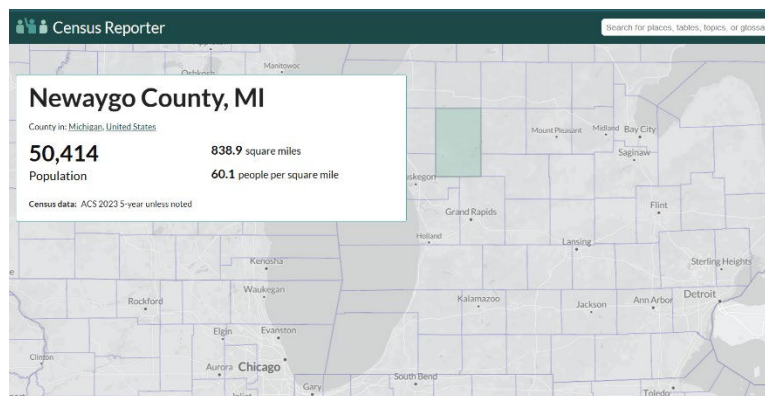 Census Reporter
Search for places, tables, topics, or glossa
Manitowoc
Oshkosh
Newaygo County, MI
County in: Michigan, United States
50,414
Population
838.9 square miles
60.1 people per square mile
Census data: ACS 2023 5-year unless noted
Mount Pleasant
Midland
Bay City
Saginaw
skegon
Grand Rapids
Flint
Holland
Lansing
Kenosha
Sterling Heights
Waukegan
Rockford
Kalamazoo
Jackson
Ann Arbor
Detroit
Elgin
Evanston
Clinton
Aurora
Chicago
South Bend
Gary
Joliet
Toledo